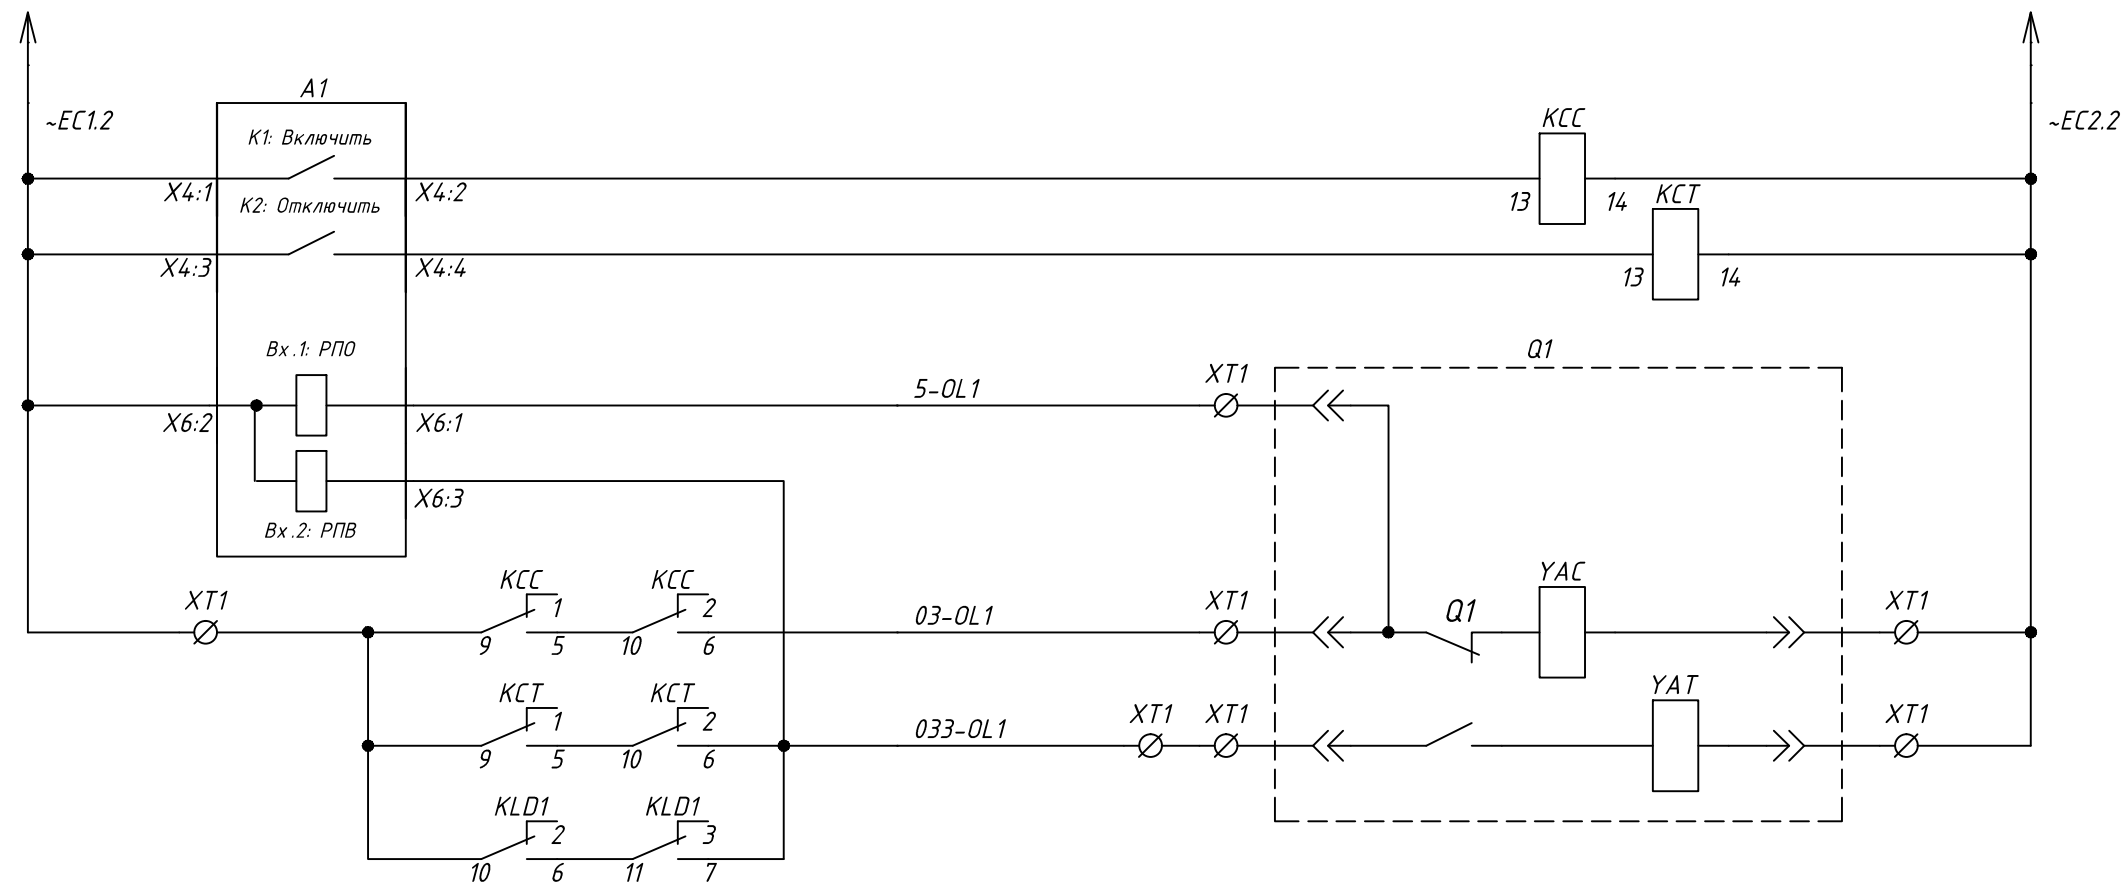 A1
~EC1.2
~EC2.2
KCC
К1: Включить
X4:1
X4:2
13
14
KCT
К2: Отключить
X4:3
X4:4
13
14
Вх.1: РПО
Q1
5-OL1
XT1
X6:2
X6:1
X6:3
Вх.2: РПВ
XT1
KCC
1
KCC
2
03-OL1
XT1
Q1
YAC
XT1
9
5
10
6
KCT
1
KCT
2
033-OL1
XT1
XT1
YAT
XT1
9
5
10
6
KLD1
2
KLD1
3
10
6
11
7